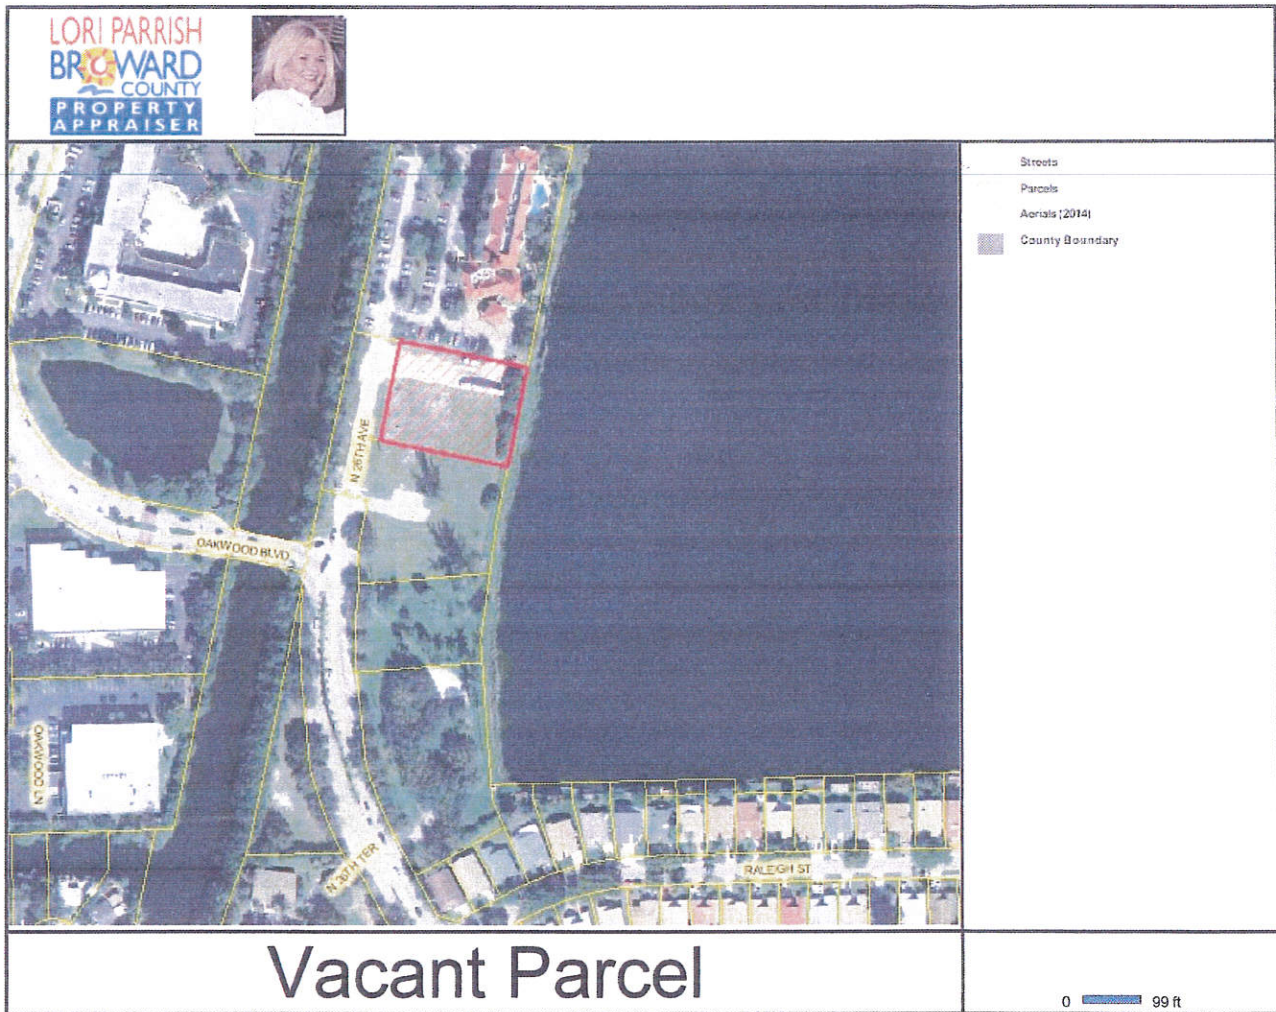 LORI PARRISH
BROWARD
COUNTY
PROPERTY
APPRAISER
Streets
Parcels
Aerials (2014)
County Boundary
N 26TH AVE
OAKWOOD BLVD
OAKWOOD LN
N 26TH TER
RALEIGH ST
Vacant Parcel
0 99 ft